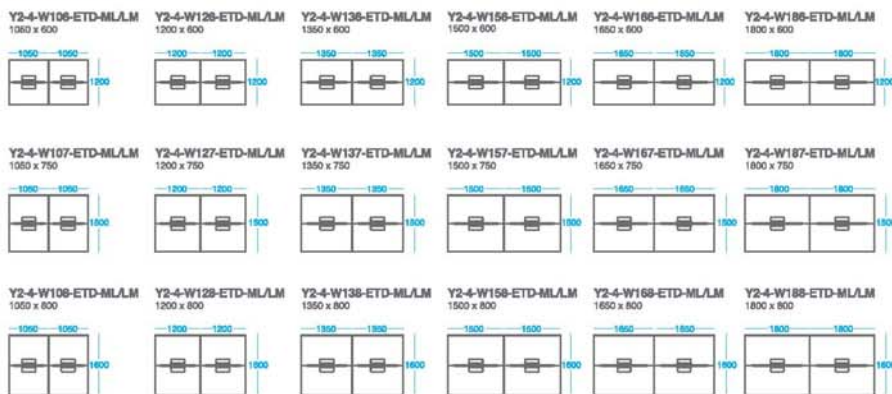 Y2-4-W106-ETD-ML/LM Y2-4-W126-ETD-ML/LM Y2-4-W136-ETD-ML/LM Y2-4-W156-ETD-ML/LM Y2-4-W166-ETD-ML/LM Y2-4-W186-ETD-ML/LM
1050 x 600 1200 x 600 1350 x 600 1500 x 600 1650 x 600 1800 x 600
1050 1050 1200 1200 1350 1350 1500 1500 1650 1650 1800 1800
1200 1200 1200 1200 1200 1200
Y2-4-W107-ETD-ML/LM Y2-4-W127-ETD-ML/LM Y2-4-W137-ETD-ML/LM Y2-4-W157-ETD-ML/LM Y2-4-W167-ETD-ML/LM Y2-4-W187-ETD-ML/LM
1050 x 750 1200 x 750 1350 x 750 1500 x 750 1650 x 750 1800 x 750
1050 1050 1200 1200 1350 1350 1500 1500 1650 1650 1800 1800
1500 1500 1500 1500 1500 1500
Y2-4-W108-ETD-ML/LM Y2-4-W128-ETD-ML/LM Y2-4-W138-ETD-ML/LM Y2-4-W158-ETD-ML/LM Y2-4-W168-ETD-ML/LM Y2-4-W188-ETD-ML/LM
1050 x 800 1200 x 800 1350 x 800 1500 x 800 1650 x 800 1800 x 800
1050 1050 1200 1200 1350 1350 1500 1500 1650 1650 1800 1800
1600 1600 1600 1600 1600 1600